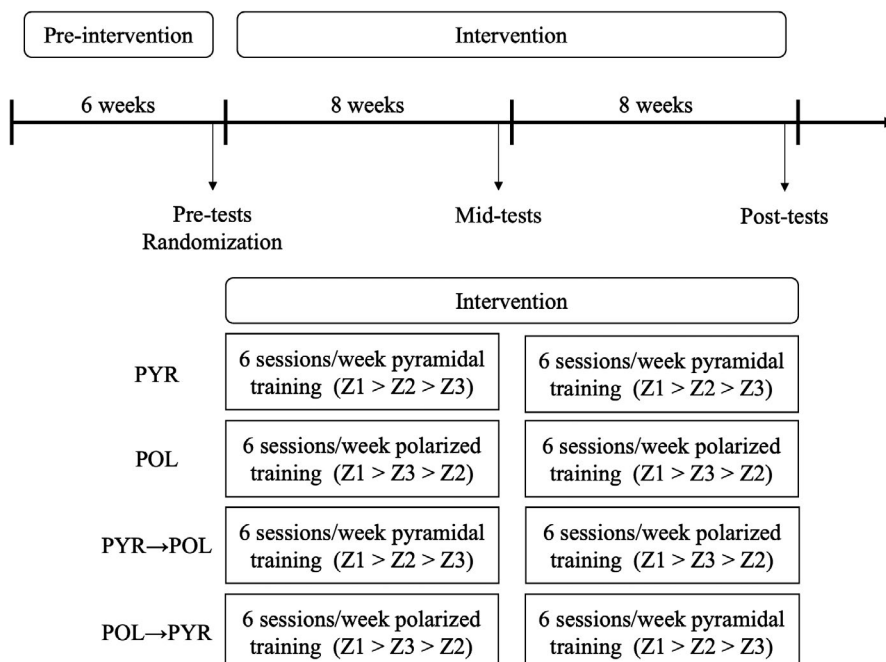 Pre-intervention
Intervention
6 weeks
8 weeks
8 weeks
Pre-tests
Randomization
Mid-tests
Post-tests
Intervention
PYR
6 sessions/week pyramidal
training (Z1 > Z2 > Z3)
6 sessions/week pyramidal
training (Z1 > Z2 > Z3)
POL
6 sessions/week polarized
training (Z1 > Z3 > Z2)
6 sessions/week polarized
training (Z1 > Z3 > Z2)
PYR→POL
6 sessions/week pyramidal
training (Z1 > Z2 > Z3)
6 sessions/week polarized
training (Z1 > Z3 > Z2)
POL→PYR
6 sessions/week polarized
training (Z1 > Z3 > Z2)
6 sessions/week pyramidal
training (Z1 > Z2 > Z3)